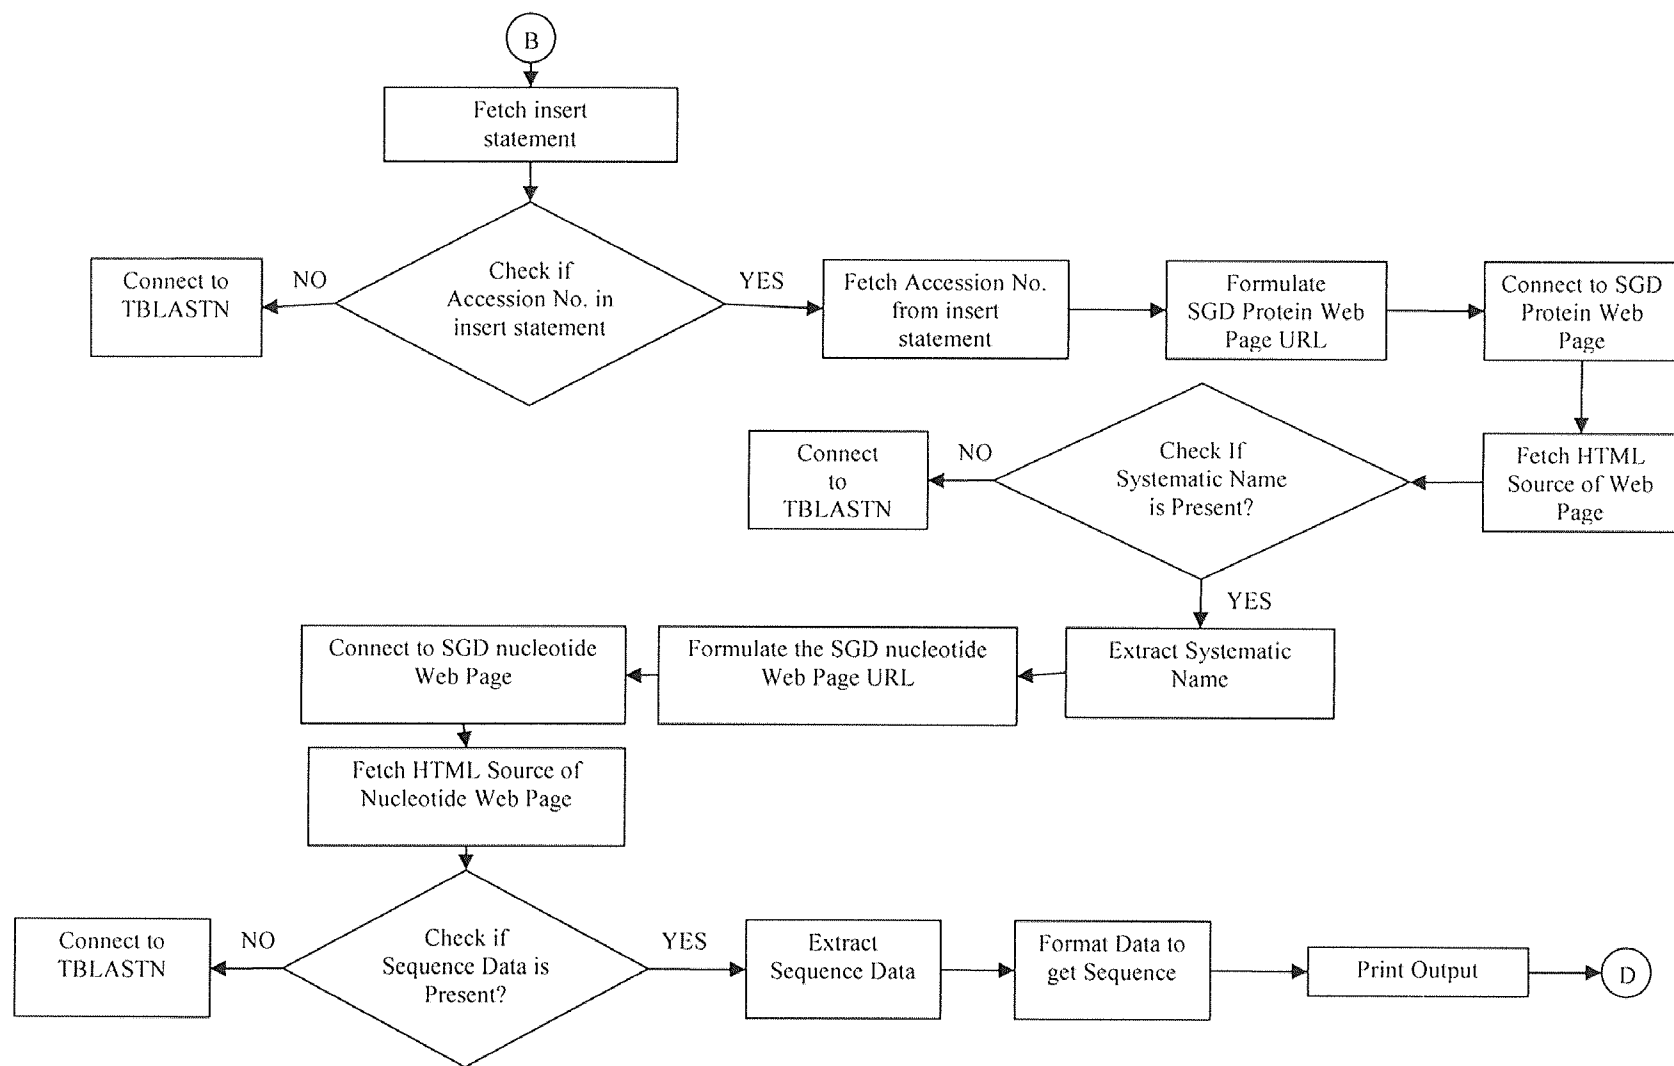 B
Fetch insert
statement
Check if
Accession No. in
insert statement
NO
Connect to
TBLASTN
YES
Fetch Accession No.
from insert
statement
Formulate
SGD Protein Web
Page URL
Connect to SGD
Protein Web
Page
Fetch HTML
Source of Web
Page
Check If
Systematic Name
is Present?
NO
Connect
to
TBLASTN
YES
Extract Systematic
Name
Formulate the SGD nucleotide
Web Page URL
Connect to SGD nucleotide
Web Page
Fetch HTML Source of
Nucleotide Web Page
Check if
Sequence Data is
Present?
NO
Connect to
TBLASTN
YES
Extract
Sequence Data
Format Data to
get Sequence
Print Output
D